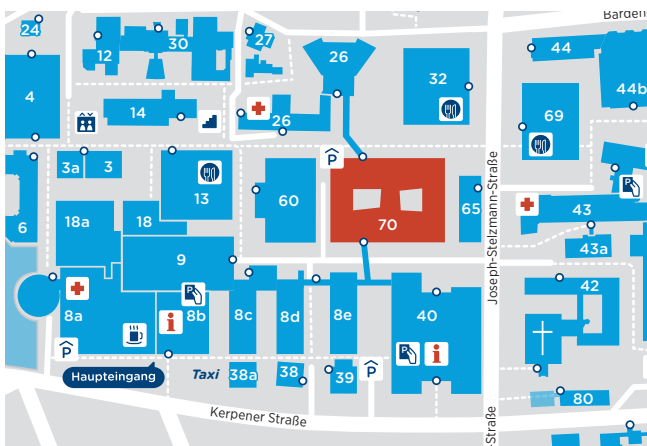 Barden
24
12
30
27
26
32
44
44b
4
14
26
69
P
3a
3
13
60
70
65
P
6
18a
18
43
43a
9
8a
8b
8c
8d
8e
40
42
i
i
P
P
P
P
Haupteingang
Taxi
38a
38
39
80
Kerpener Straße
Joseph-Stelzmann-Straße
-Straße